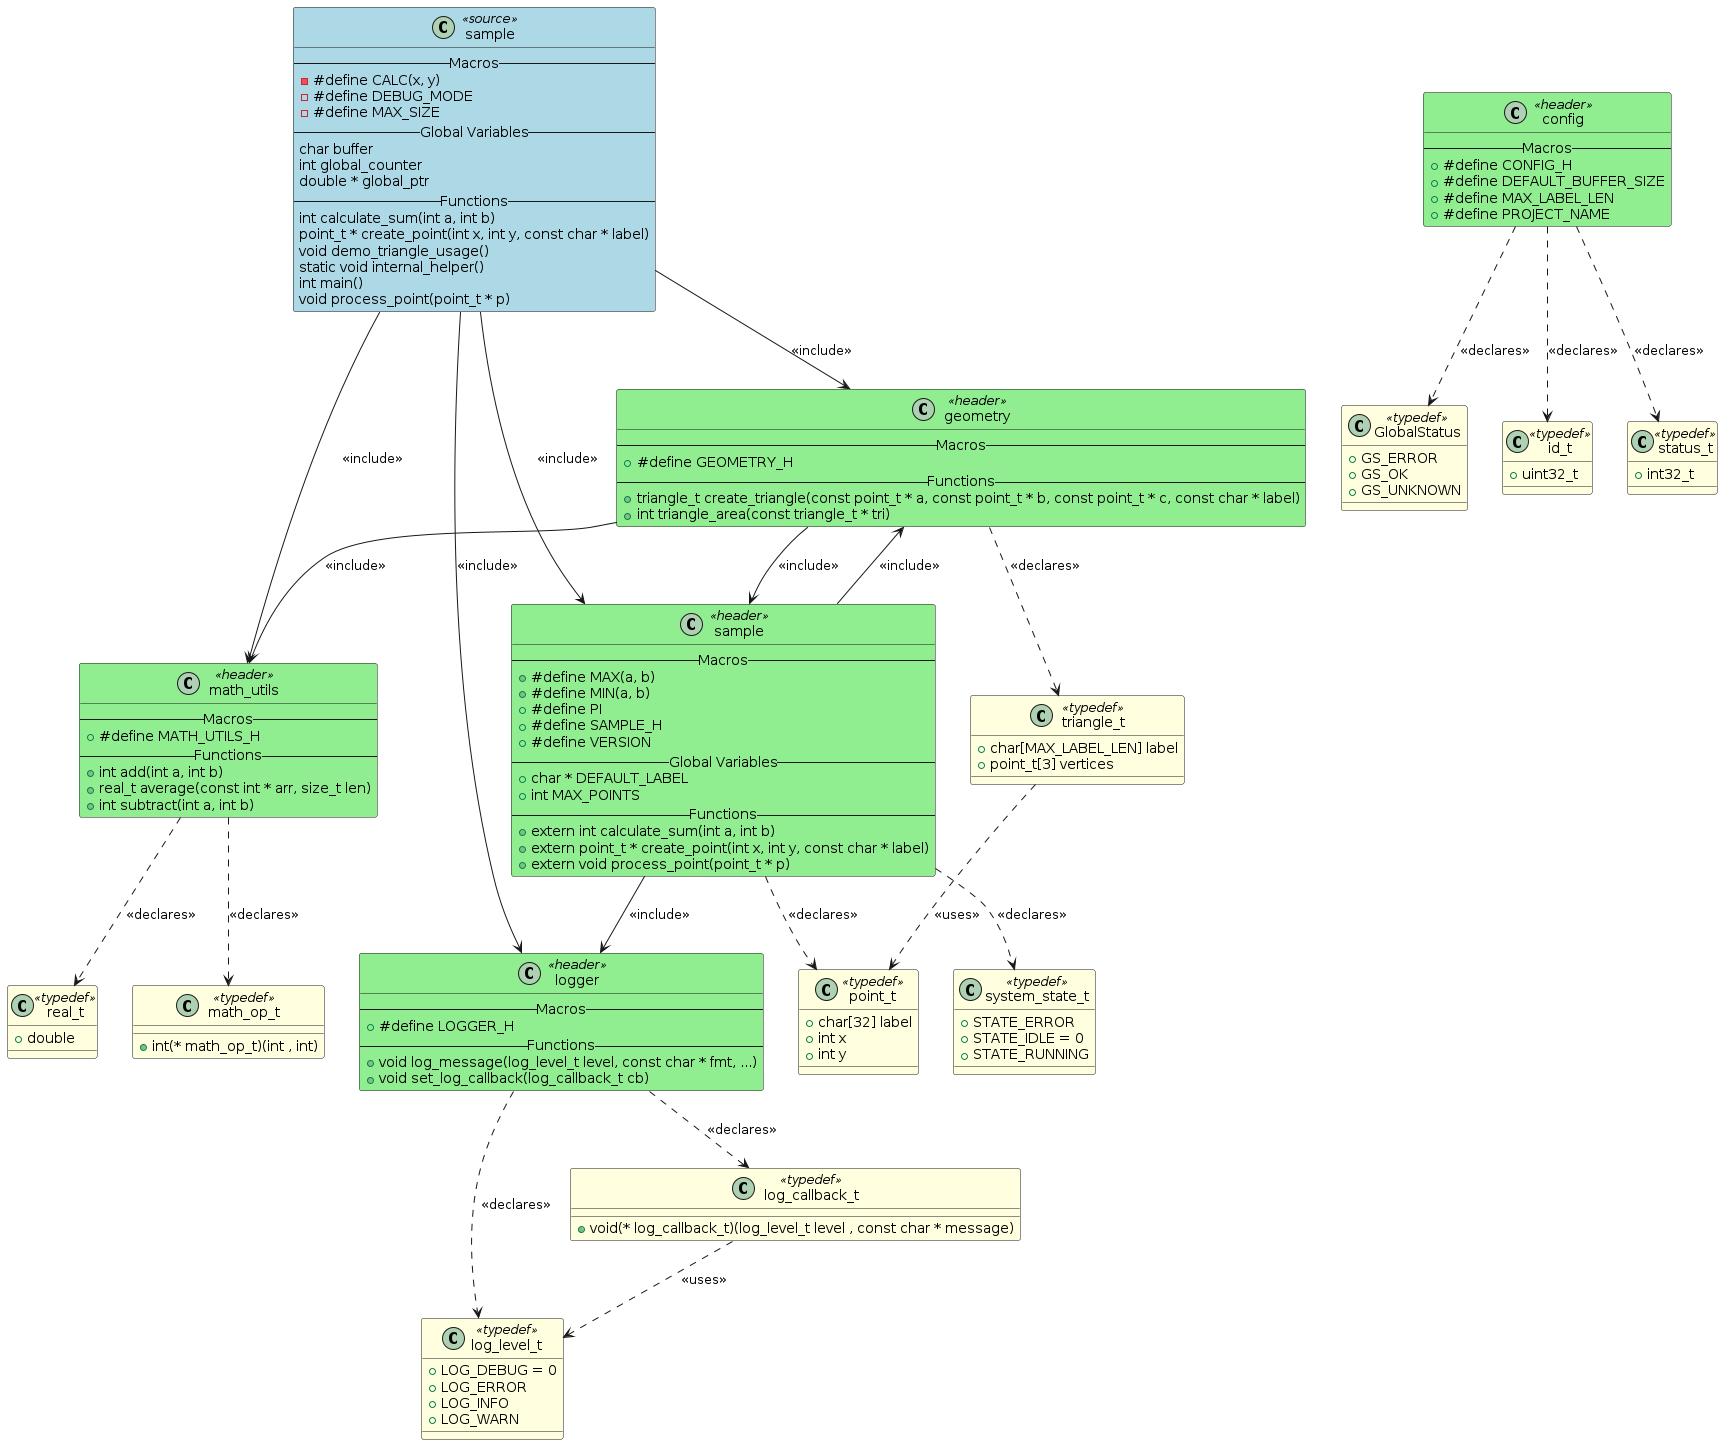 «source»
C sample
Macros
#define CALC(x, y)
#define DEBUG_MODE
#define MAX_SIZE
Global Variables
char buffer
int global_counter
double * global_ptr
Functions
int calculate_sum(int a, int b)
point_t * create_point(int x, int y, const char * label)
void demo_triangle_usage()
static void internal_helper()
int main()
void process_point(point_t * p)
«header»
C config
Macros
#define CONFIG_H
#define DEFAULT_BUFFER_SIZE
#define MAX_LABEL_LEN
#define PROJECT_NAME
«include»
«declares»
«declares»
«declares»
«header»
C geometry
Macros
#define GEOMETRY_H
Functions
triangle_t create_triangle(const point_t * a, const point_t * b, const point_t * c, const char * label)
int triangle_area(const triangle_t * tri)
«typedef»
C GlobalStatus
GS_ERROR
GS_OK
GS_UNKNOWN
«typedef»
C id_t
uint32_t
«typedef»
C status_t
int32_t
«include»
«include»
«include»
«include»
«include»
«include»
«declares»
«header»
C sample
Macros
#define MAX(a, b)
#define MIN(a, b)
#define PI
#define SAMPLE_H
#define VERSION
Global Variables
char * DEFAULT_LABEL
int MAX_POINTS
Functions
extern int calculate_sum(int a, int b)
extern point_t * create_point(int x, int y, const char * label)
extern void process_point(point_t * p)
«header»
C math_utils
Macros
#define MATH_UTILS_H
Functions
int add(int a, int b)
real_t average(const int * arr, size_t len)
int subtract(int a, int b)
«typedef»
C triangle_t
char[MAX_LABEL_LEN] label
point_t[3] vertices
«declares»
«declares»
«include»
«declares»
«uses»
«declares»
«typedef»
C real_t
double
«typedef»
C math_op_t
int(* math_op_t)(int , int)
«header»
C logger
Macros
#define LOGGER_H
Functions
void log_message(log_level_t level, const char * fmt, ...)
void set_log_callback(log_callback_t cb)
«typedef»
C point_t
char[32] label
int x
int y
«typedef»
C system_state_t
STATE_ERROR
STATE_IDLE = 0
STATE_RUNNING
«declares»
«declares»
«typedef»
C log_callback_t
void(* log_callback_t)(log_level_t level , const char * message)
«uses»
«typedef»
C log_level_t
LOG_DEBUG = 0
LOG_ERROR
LOG_INFO
LOG_WARN